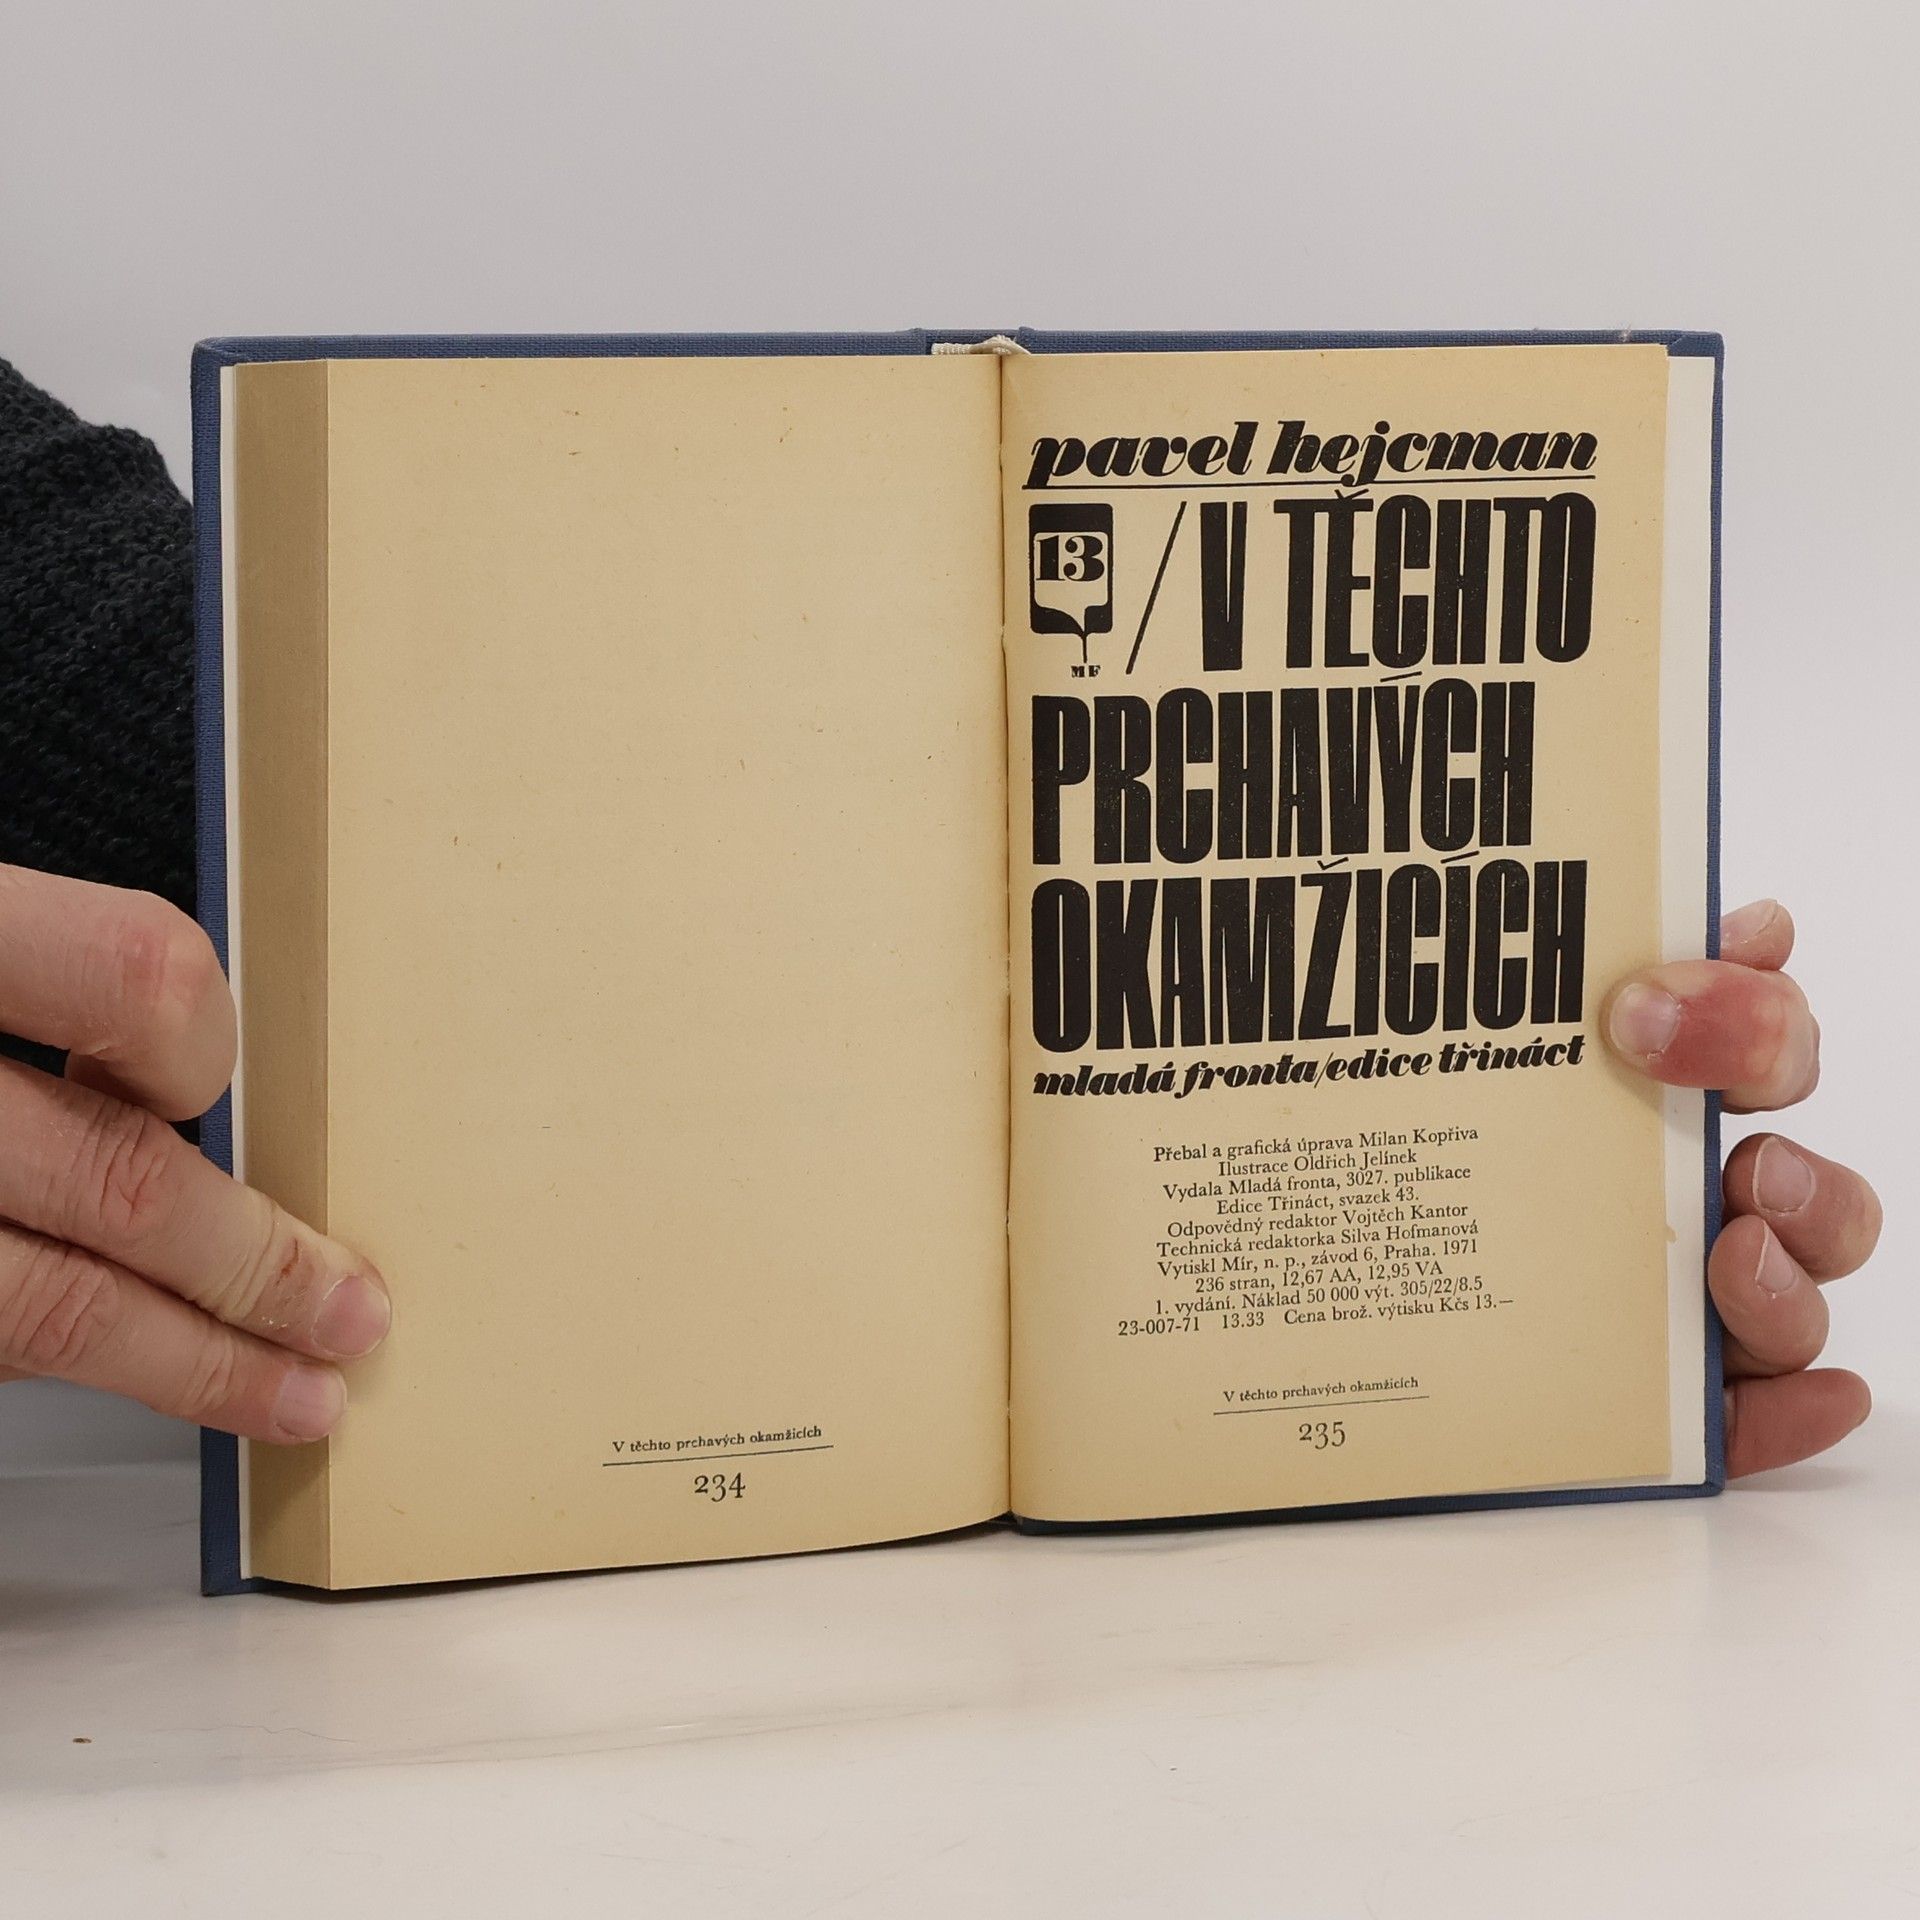 V těchto prchavých okamžicích
234
pavel hejcman
13 / V TĚCHTO
MF
PRCHAVÝCH
OKAMŽICÍCH
mladá fronta/edice třináct
Přebal a grafická úprava Milan Kopřiva
Ilustrace Oldřich Jelínek
Vydala Mladá fronta, 3027. publikace
Edice Třináct, svazek 43.
Odpovědný redaktor Vojtěch Kantor
Technická redaktorka Silva Hofmanová
Vytiskl Mír, n. p., závod 6, Praha. 1971
236 stran, 12,67 AA, 12,95 VA
1. vydání. Náklad 50 000 výt. 305/22/8.5
23-007-71 13.33 Cena brož. výtisku Kčs 13.—
V těchto prchavých okamžicích
235